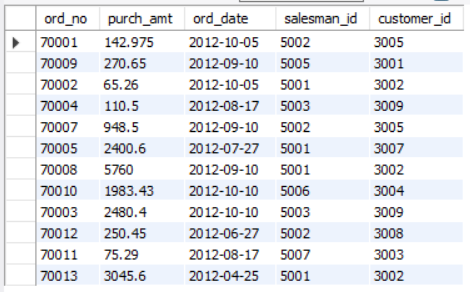 ord_no purch_amt ord_date salesman_id customer_id
70001 142.975 2012-10-05 5002 3005
70009 270.65 2012-09-10 5005 3001
70002 65.26 2012-10-05 5001 3002
70004 110.5 2012-08-17 5003 3009
70007 948.5 2012-09-10 5002 3005
70005 2400.6 2012-07-27 5001 3007
70008 5760 2012-09-10 5001 3002
70010 1983.43 2012-10-10 5006 3004
70003 2480.4 2012-10-10 5003 3009
70012 250.45 2012-06-27 5002 3008
70011 75.29 2012-08-17 5007 3003
70013 3045.6 2012-04-25 5001 3002